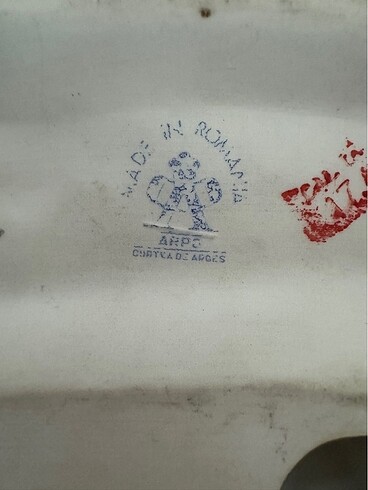 MADE IN ROMANIA
ARPO
CURTEA DE ARGES